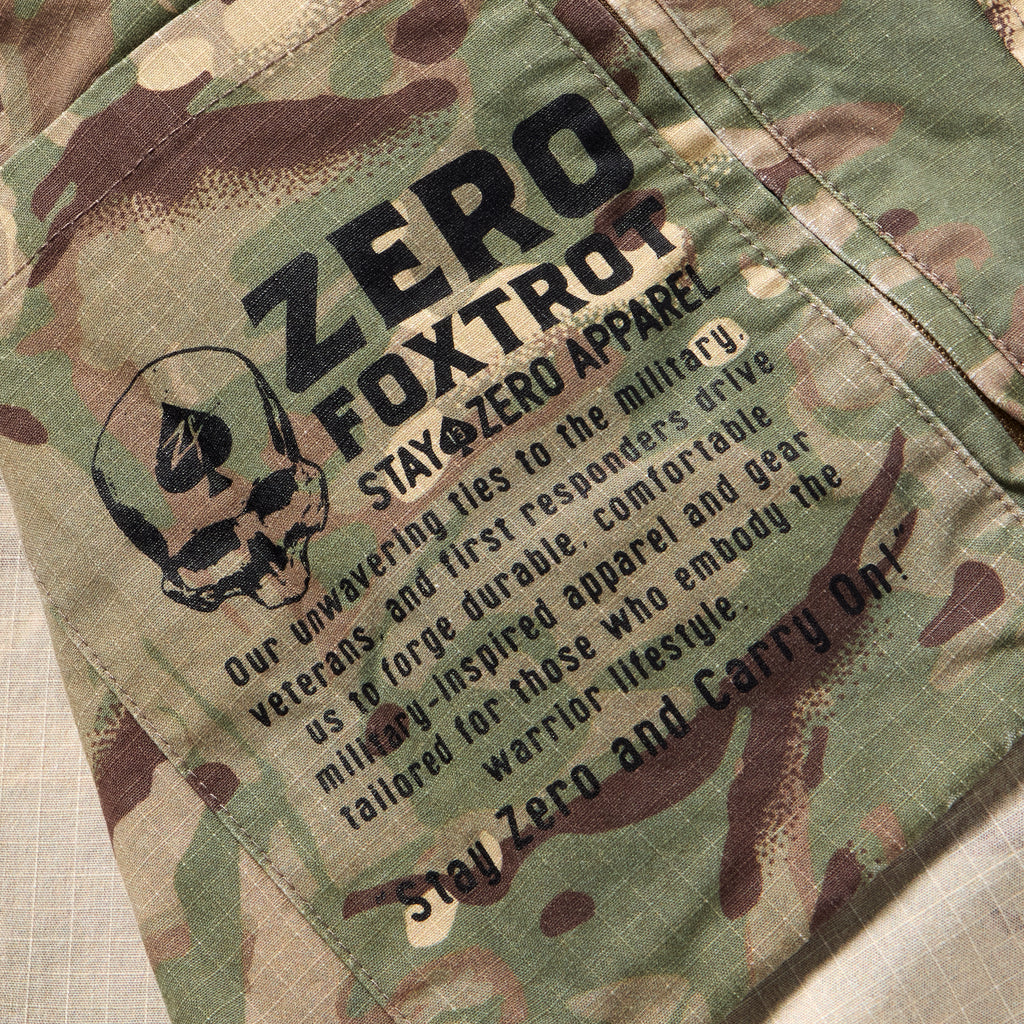 ZERO
FOXTROT
STAY ZERO APPAREL
Our unwavering ties to the military,
veterans, and first responders drive
us to forge durable, comfortable
military-inspired apparel and gear
tailored for those who embody the
warrior lifestyle.
"Stay Zero and Carry On!"